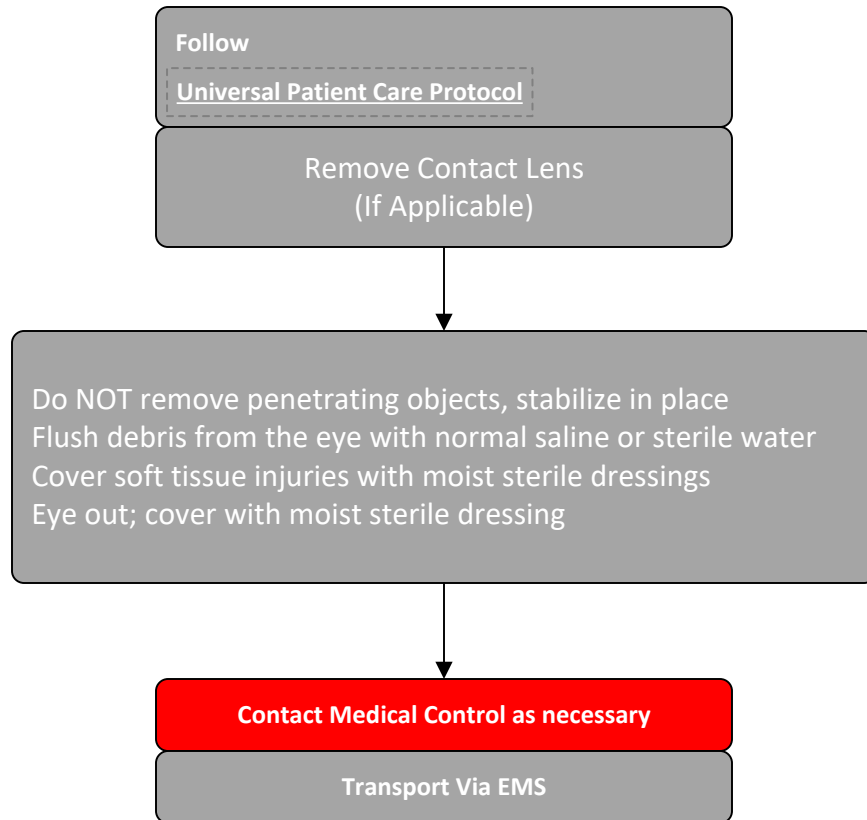 Follow
Universal Patient Care Protocol
Remove Contact Lens
(If Applicable)
Do NOT remove penetrating objects, stabilize in place
Flush debris from the eye with normal saline or sterile water
Cover soft tissue injuries with moist sterile dressings
Eye out; cover with moist sterile dressing
Contact Medical Control as necessary
Transport Via EMS